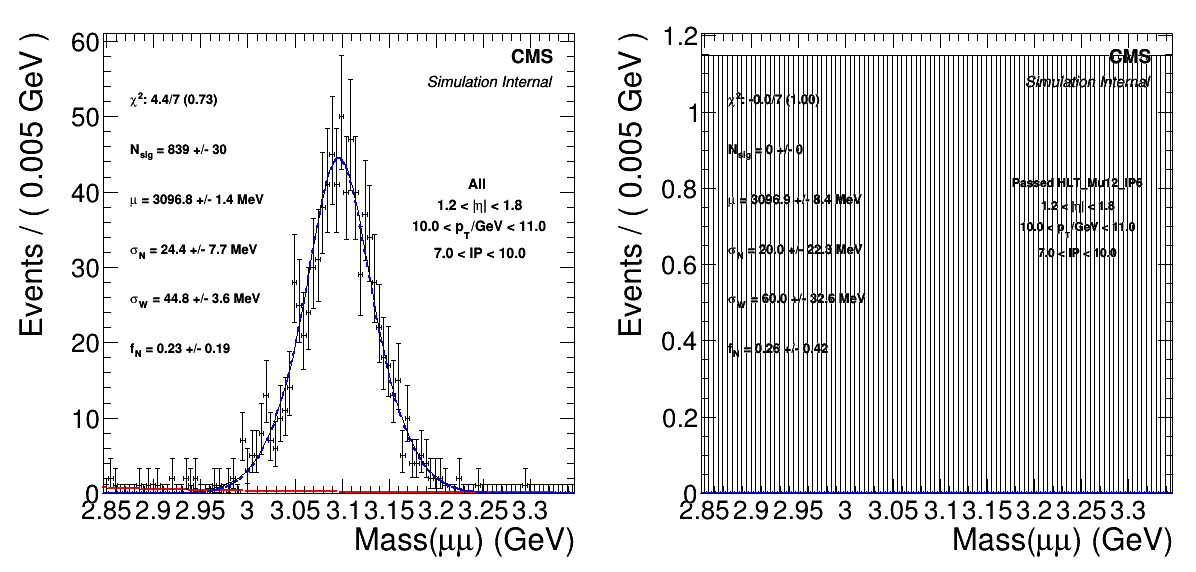 CMS
Simulation Internal
χ²: 4.4/7 (0.73)
N_sig = 839 +/- 30
All
μ = 3096.8 +/- 1.4 MeV
1.2 < |η| < 1.8
10.0 < p_T/GeV < 11.0
σ_N = 24.4 +/- 7.7 MeV
7.0 < IP < 10.0
σ_W = 44.8 +/- 3.6 MeV
f_N = 0.23 +/- 0.19
Events / ( 0.005 GeV )
60
50
40
30
20
10
0
2.85 2.9 2.95 3 3.05 3.1 3.15 3.2 3.25 3.3
Mass(μμ) (GeV)
CMS
Simulation Internal
χ²: -0.0/7 (1.00)
N_sig = 0 +/- 0
Passed HLT_Mu12_IP6
μ = 3096.9 +/- 8.4 MeV
1.2 < |η| < 1.8
10.0 < p_T/GeV < 11.0
σ_N = 20.0 +/- 22.3 MeV
7.0 < IP < 10.0
σ_W = 60.0 +/- 32.6 MeV
f_N = 0.26 +/- 0.42
Events / ( 0.005 GeV )
1.2
1
0.8
0.6
0.4
0.2
0
2.85 2.9 2.95 3 3.05 3.1 3.15 3.2 3.25 3.3
Mass(μμ) (GeV)